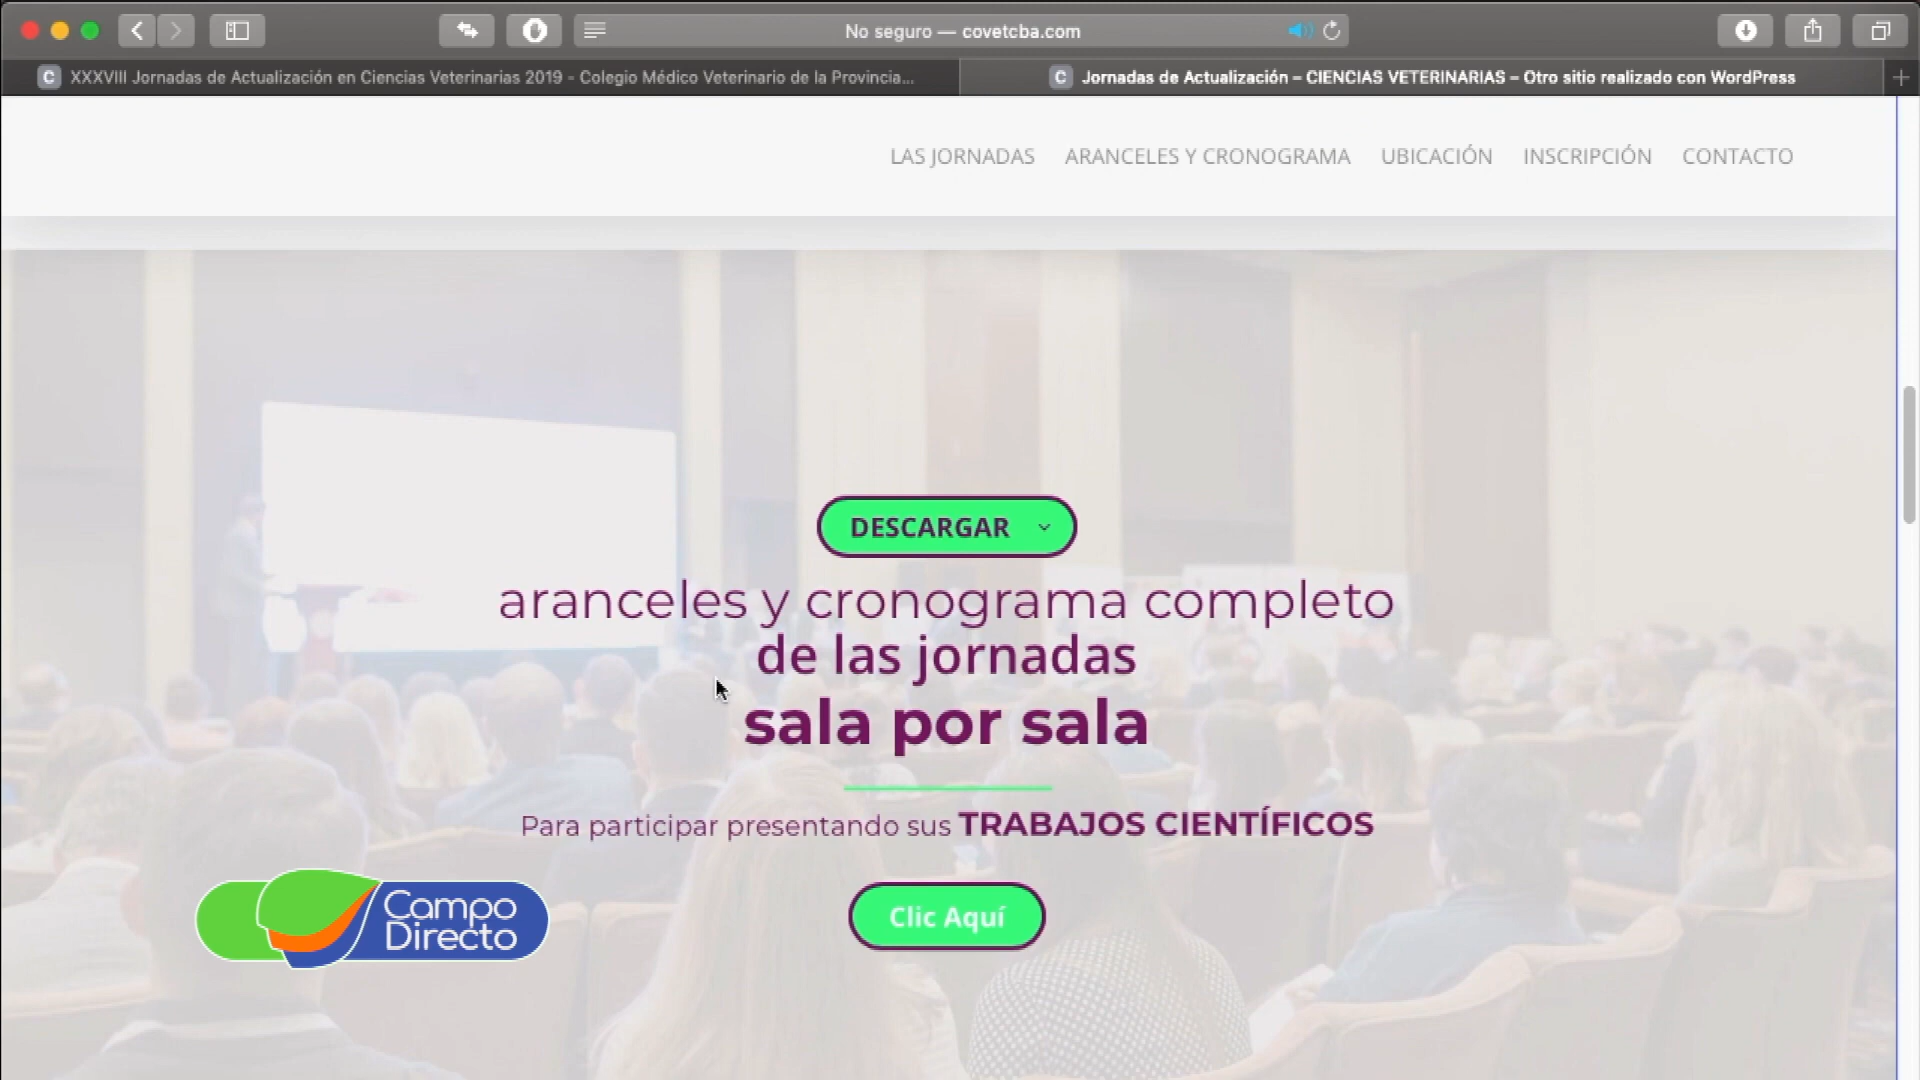 No seguro — covetcba.com
C XXXVIII Jornadas de Actualización en Ciencias Veterinarias 2019 - Colegio Médico Veterinario de la Provincia...
C Jornadas de Actualización – CIENCIAS VETERINARIAS – Otro sitio realizado con WordPress
LAS JORNADAS ARANCELES Y CRONOGRAMA UBICACIÓN INSCRIPCIÓN CONTACTO
DESCARGAR
aranceles y cronograma completo
de las jornadas
sala por sala
Para participar presentando sus TRABAJOS CIENTÍFICOS
Clic Aquí
Campo
Directo